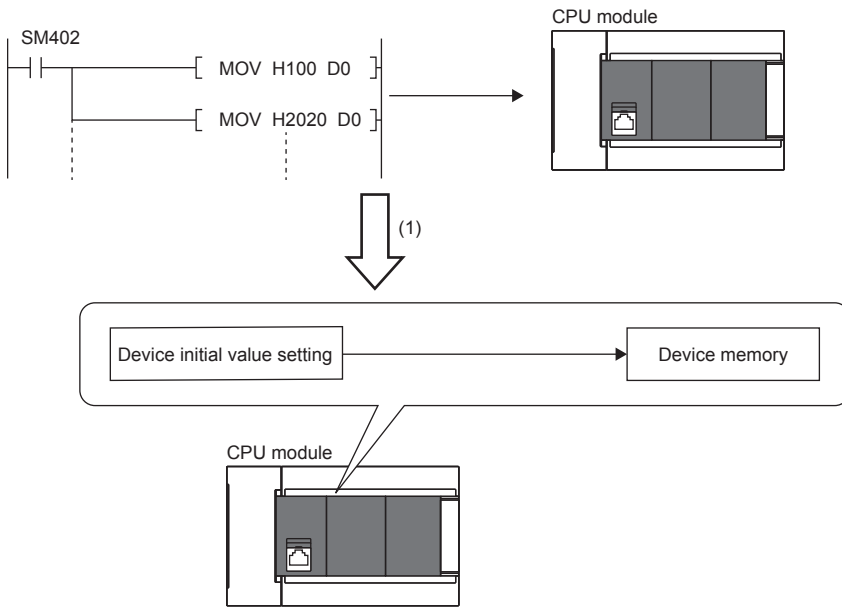 CPU module
SM402
MOV H100 D0
MOV H2020 D0
(1)
Device initial value setting
Device memory
CPU module